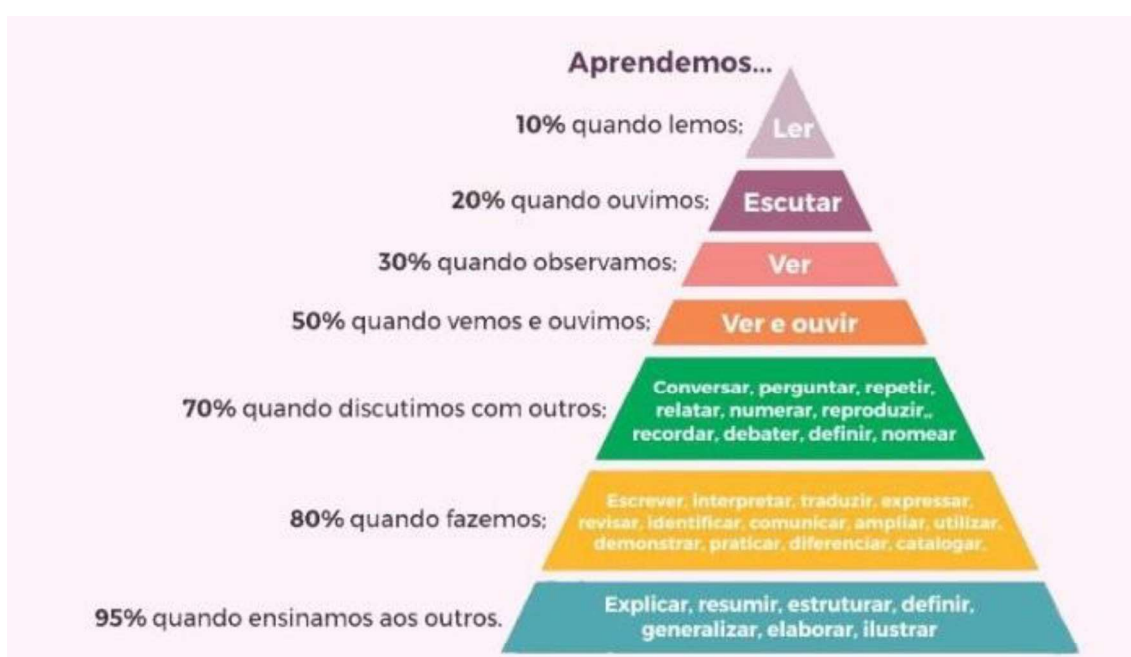 Aprendemos...
10% quando lemos;
Ler
20% quando ouvimos;
Escutar
30% quando observamos;
Ver
50% quando vemos e ouvimos;
Ver e ouvir
70% quando discutimos com outros;
Conversar, perguntar, repetir,
relatar, numerar, reproduzir..
recordar, debater, definir, nomear
80% quando fazemos;
Escrever, interpretar, traduzir, expressar,
revisar, identificar, comunicar, ampliar, utilizar,
demonstrar, praticar, diferenciar, catalogar.
95% quando ensinamos aos outros.
Explicar, resumir, estruturar, definir,
generalizar, elaborar, ilustrar